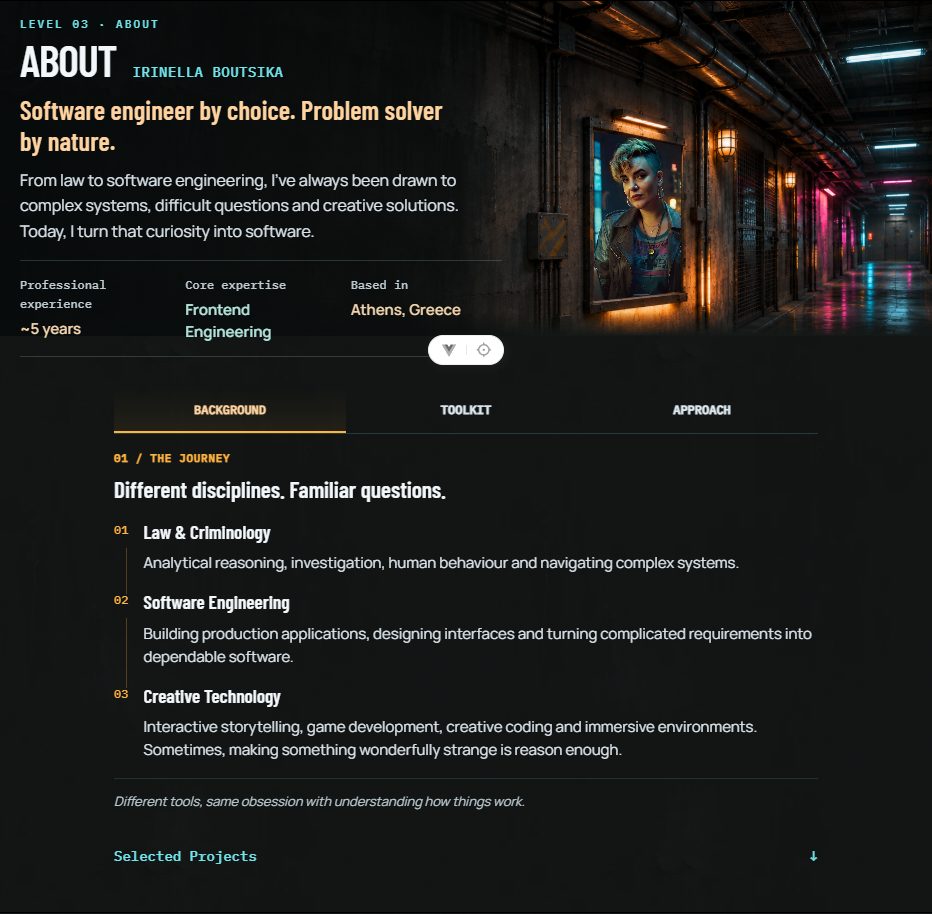 LEVEL 03 · ABOUT
ABOUT IRINELLA BOUTSIKA
Software engineer by choice. Problem solver
by nature.
From law to software engineering, I've always been drawn to
complex systems, difficult questions and creative solutions.
Today, I turn that curiosity into software.
Professional
experience
~5 years
Core expertise
Frontend
Engineering
Based in
Athens, Greece
BACKGROUND
TOOLKIT
APPROACH
01 / THE JOURNEY
Different disciplines. Familiar questions.
01 Law & Criminology
Analytical reasoning, investigation, human behaviour and navigating complex systems.
02 Software Engineering
Building production applications, designing interfaces and turning complicated requirements into
dependable software.
03 Creative Technology
Interactive storytelling, game development, creative coding and immersive environments.
Sometimes, making something wonderfully strange is reason enough.
Different tools, same obsession with understanding how things work.
Selected Projects ↓